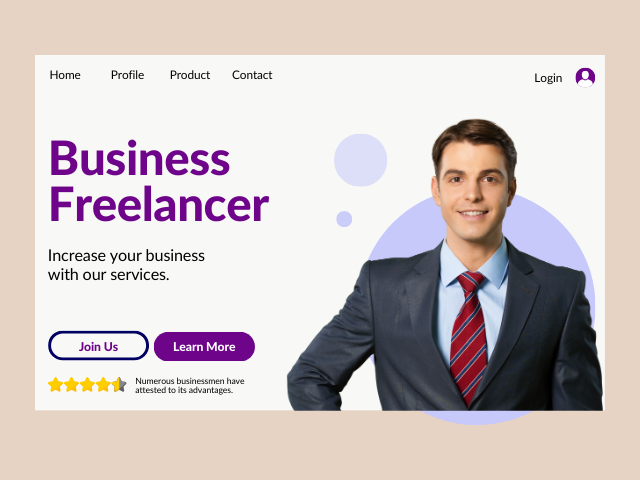 Home Profile Product Contact
Login
Business
Freelancer
Increase your business
with our services.
Join Us
Learn More
Numerous businessmen have
attested to its advantages.